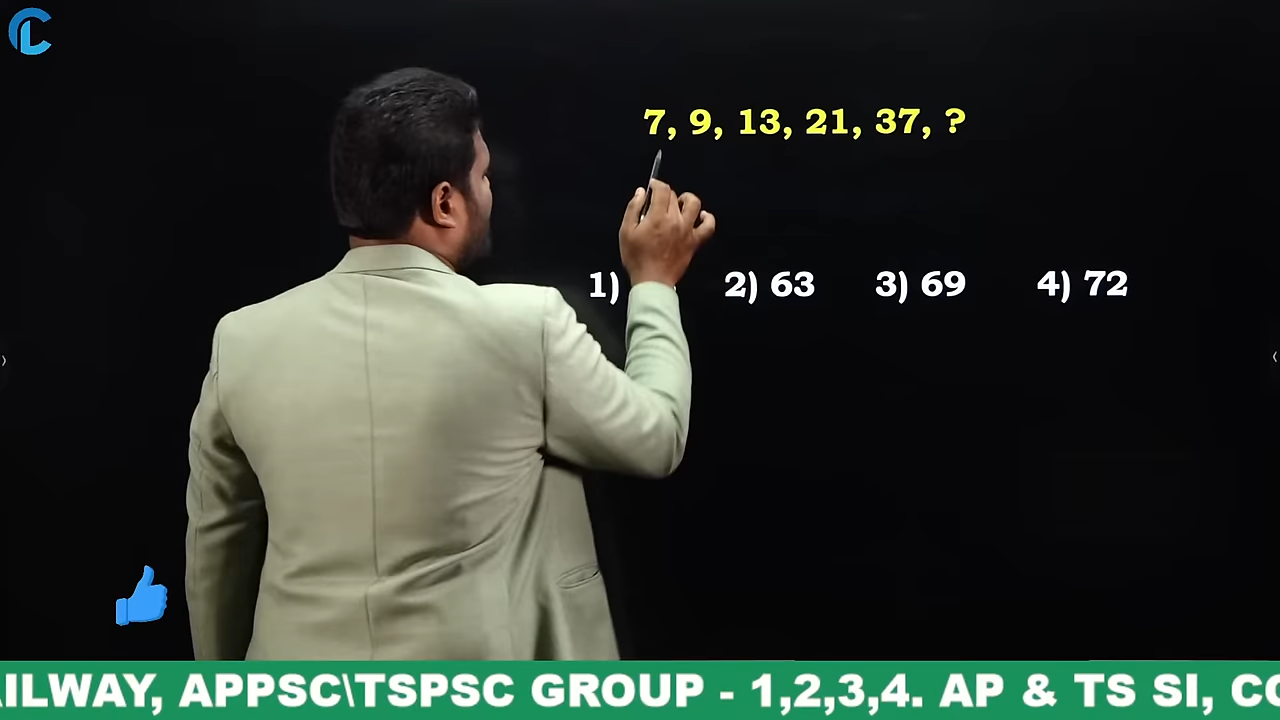 7, 9, 13, 21, 37, ?
1) 2) 63 3) 69 4) 72
AILWAY, APPSC\TSPSC GROUP - 1,2,3,4. AP & TS SI, CO